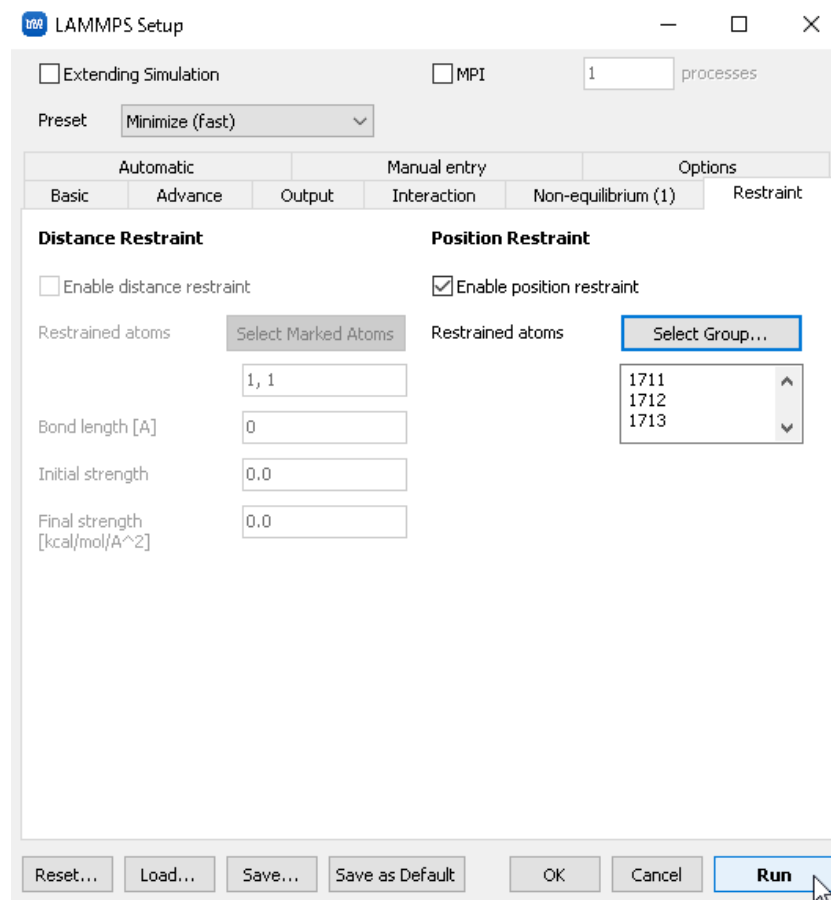 LAMMPS Setup
Extending Simulation
MPI
1
processes
Preset
Minimize (fast)
Automatic
Manual entry
Options
Basic
Advance
Output
Interaction
Non-equilibrium (1)
Restraint
Distance Restraint
Enable distance restraint
Restrained atoms
Select Marked Atoms
1, 1
Bond length [A]
0
Initial strength
0.0
Final strength
[kcal/mol/A^2]
0.0
Position Restraint
Enable position restraint
Restrained atoms
Select Group...
1711
1712
1713
Reset...
Load...
Save...
Save as Default
OK
Cancel
Run